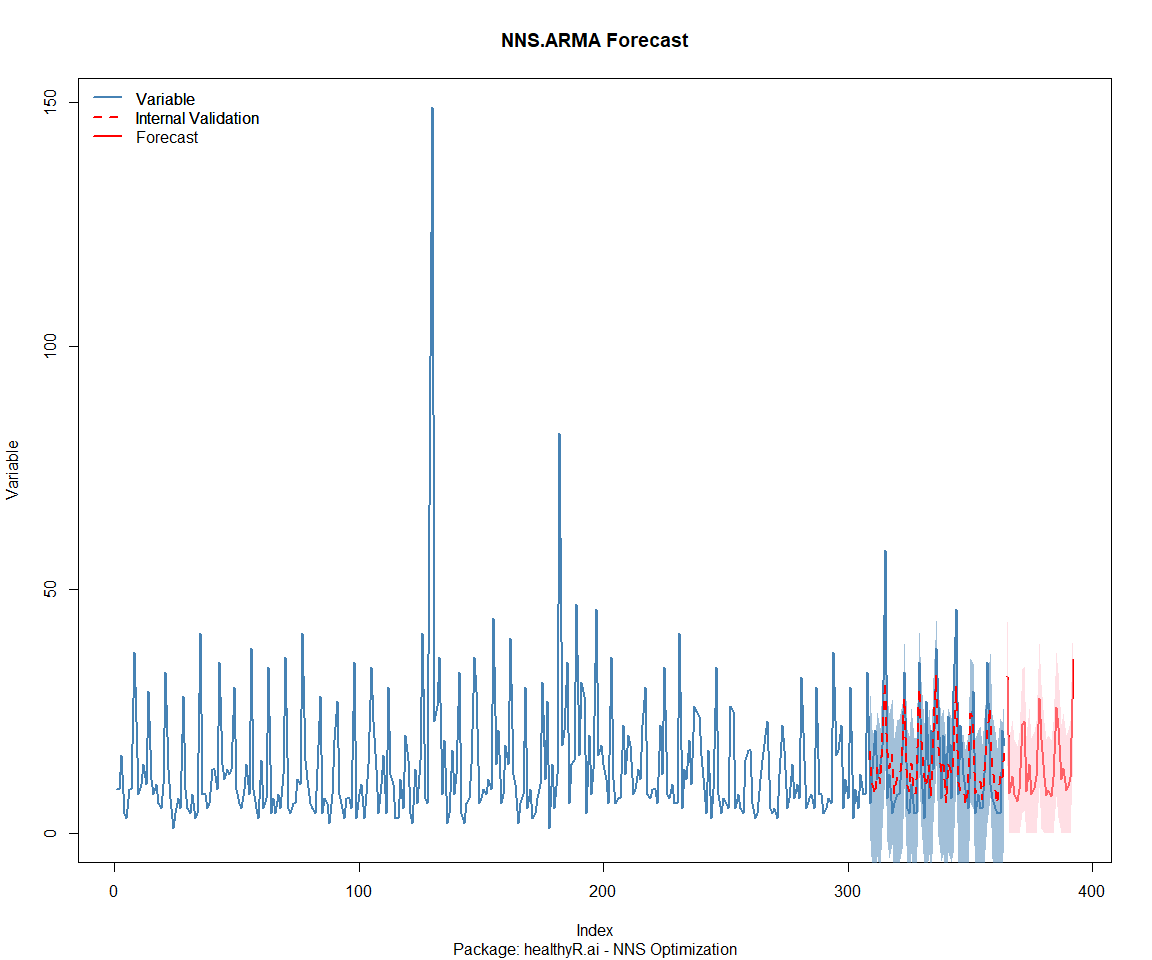 NNS.ARMA Forecast
Variable
Internal Validation
Forecast
Variable
150
100
50
0
0
100
200
300
400
Index
Package: healthyR.ai - NNS Optimization